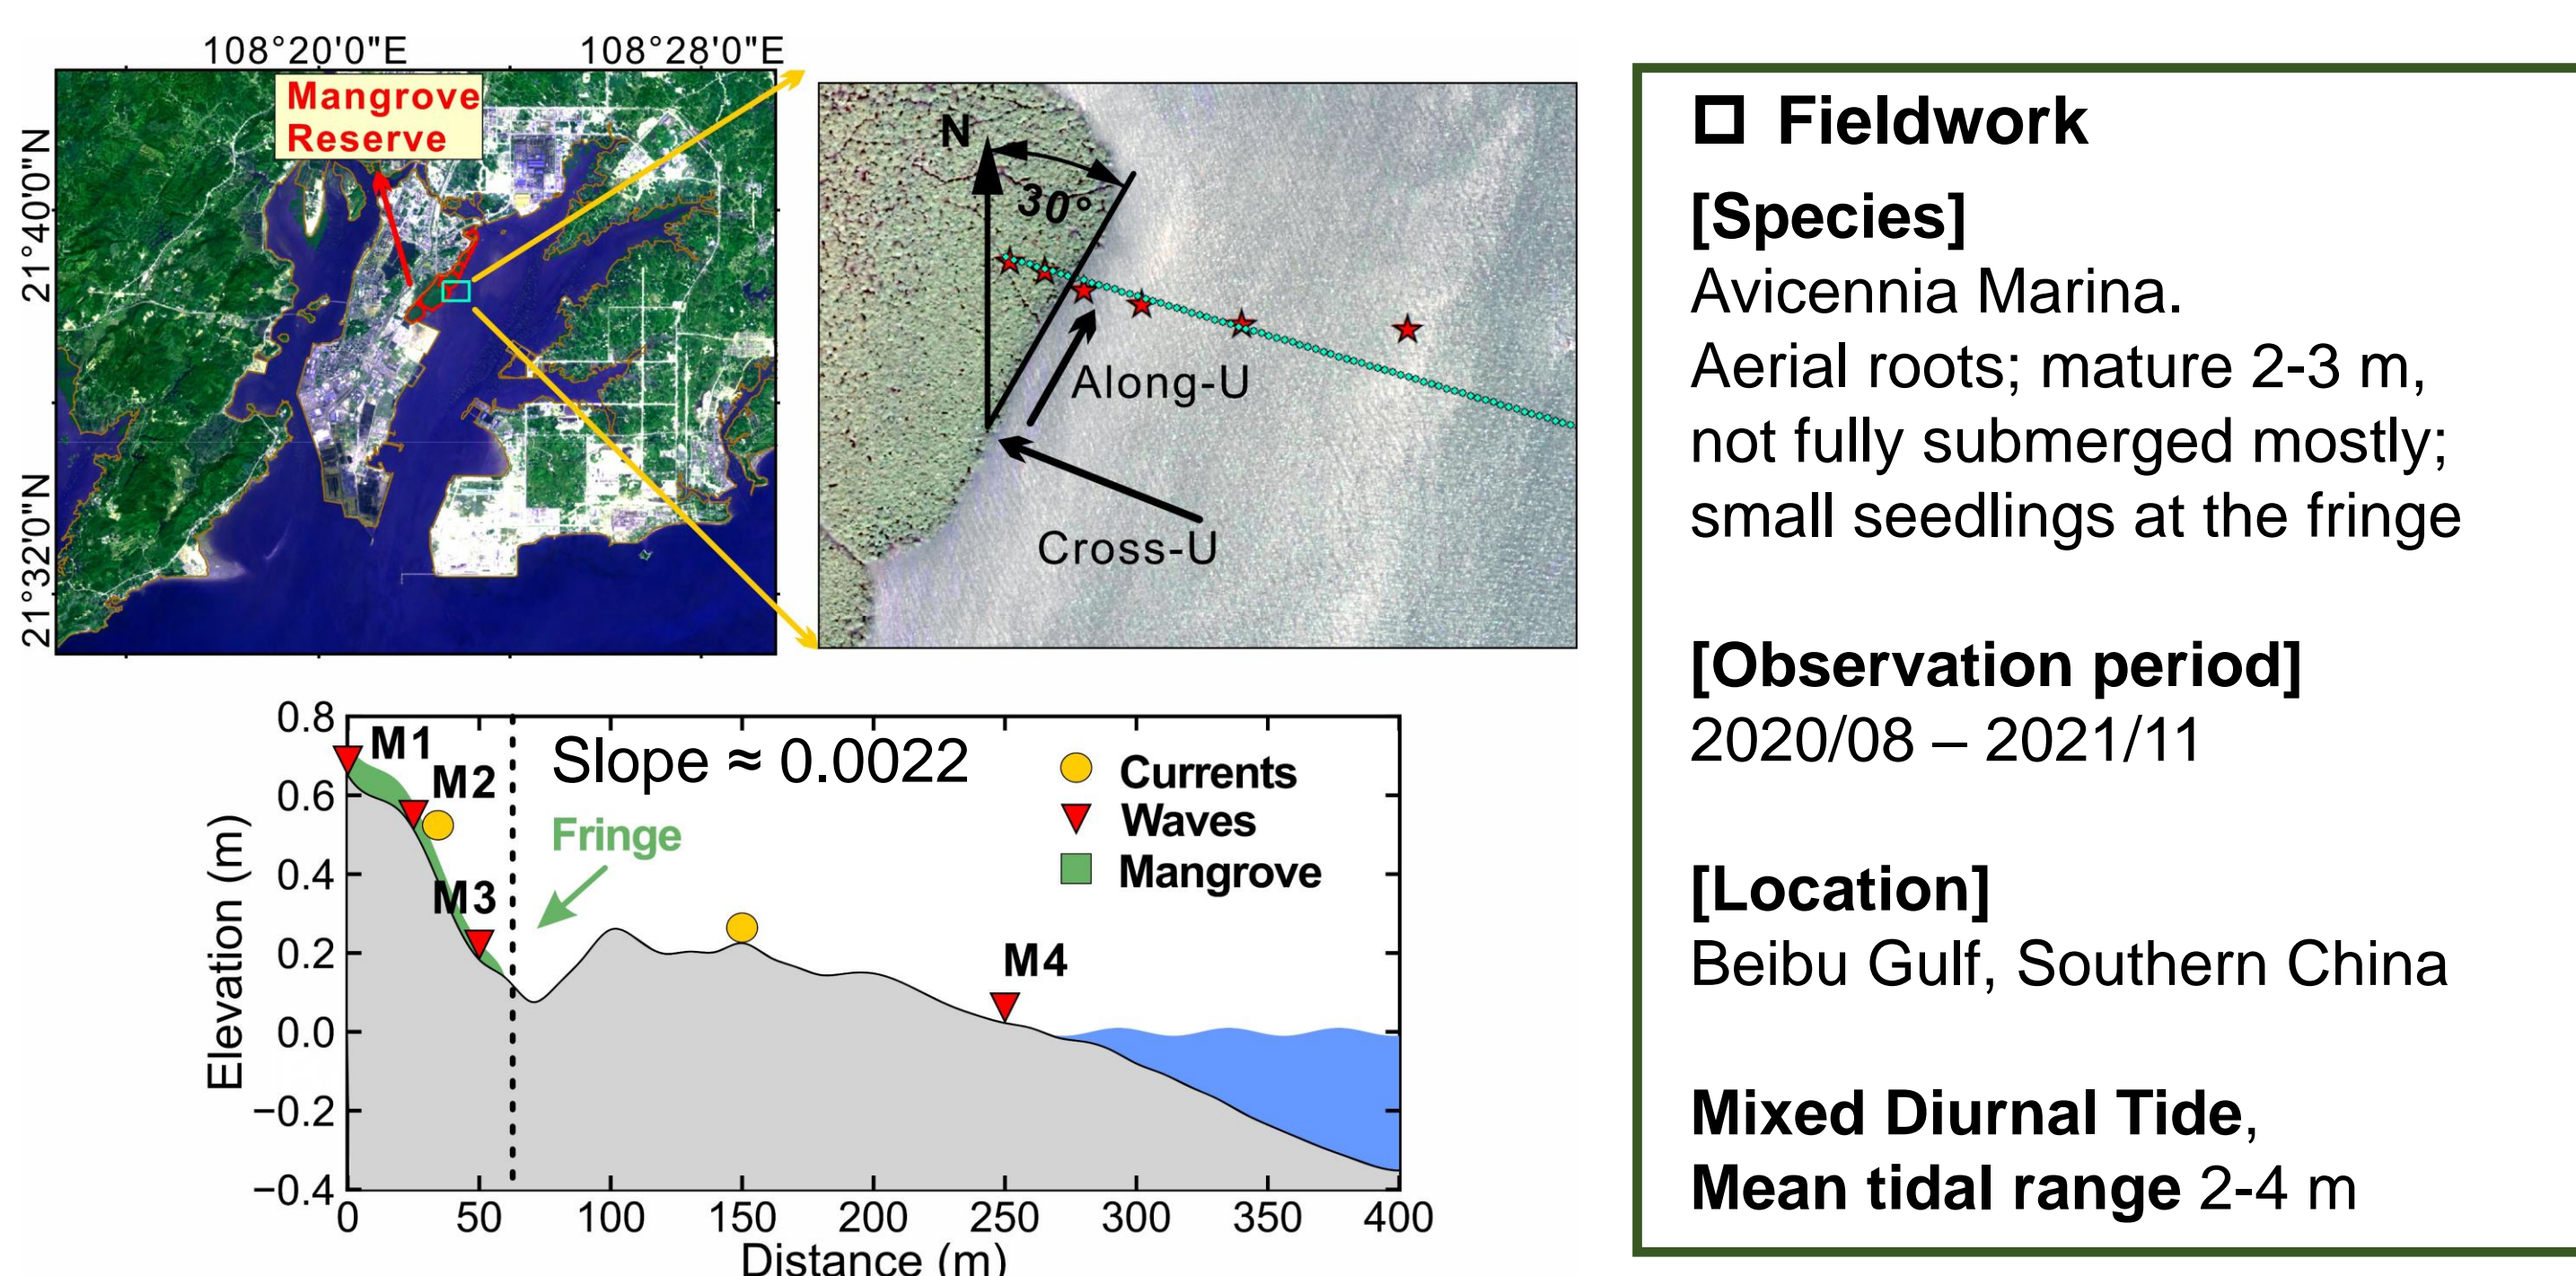 108°20'0"E
108°28'0"E
Mangrove
Reserve
21°40'0"N
21°32'0"N
N
30°
Along-U
Cross-U
0.8
0.6
0.4
0.2
0.0
−0.2
−0.4
Elevation (m)
M1
M2
M3
M4
Slope ≈ 0.0022
Fringe
Currents
Waves
Mangrove
0
50
100
150
200
250
300
350
400
Distance (m)
Fieldwork
[Species]
Avicennia Marina.
Aerial roots; mature 2-3 m,
not fully submerged mostly;
small seedlings at the fringe
[Observation period]
2020/08 – 2021/11
[Location]
Beibu Gulf, Southern China
Mixed Diurnal Tide,
Mean tidal range 2-4 m